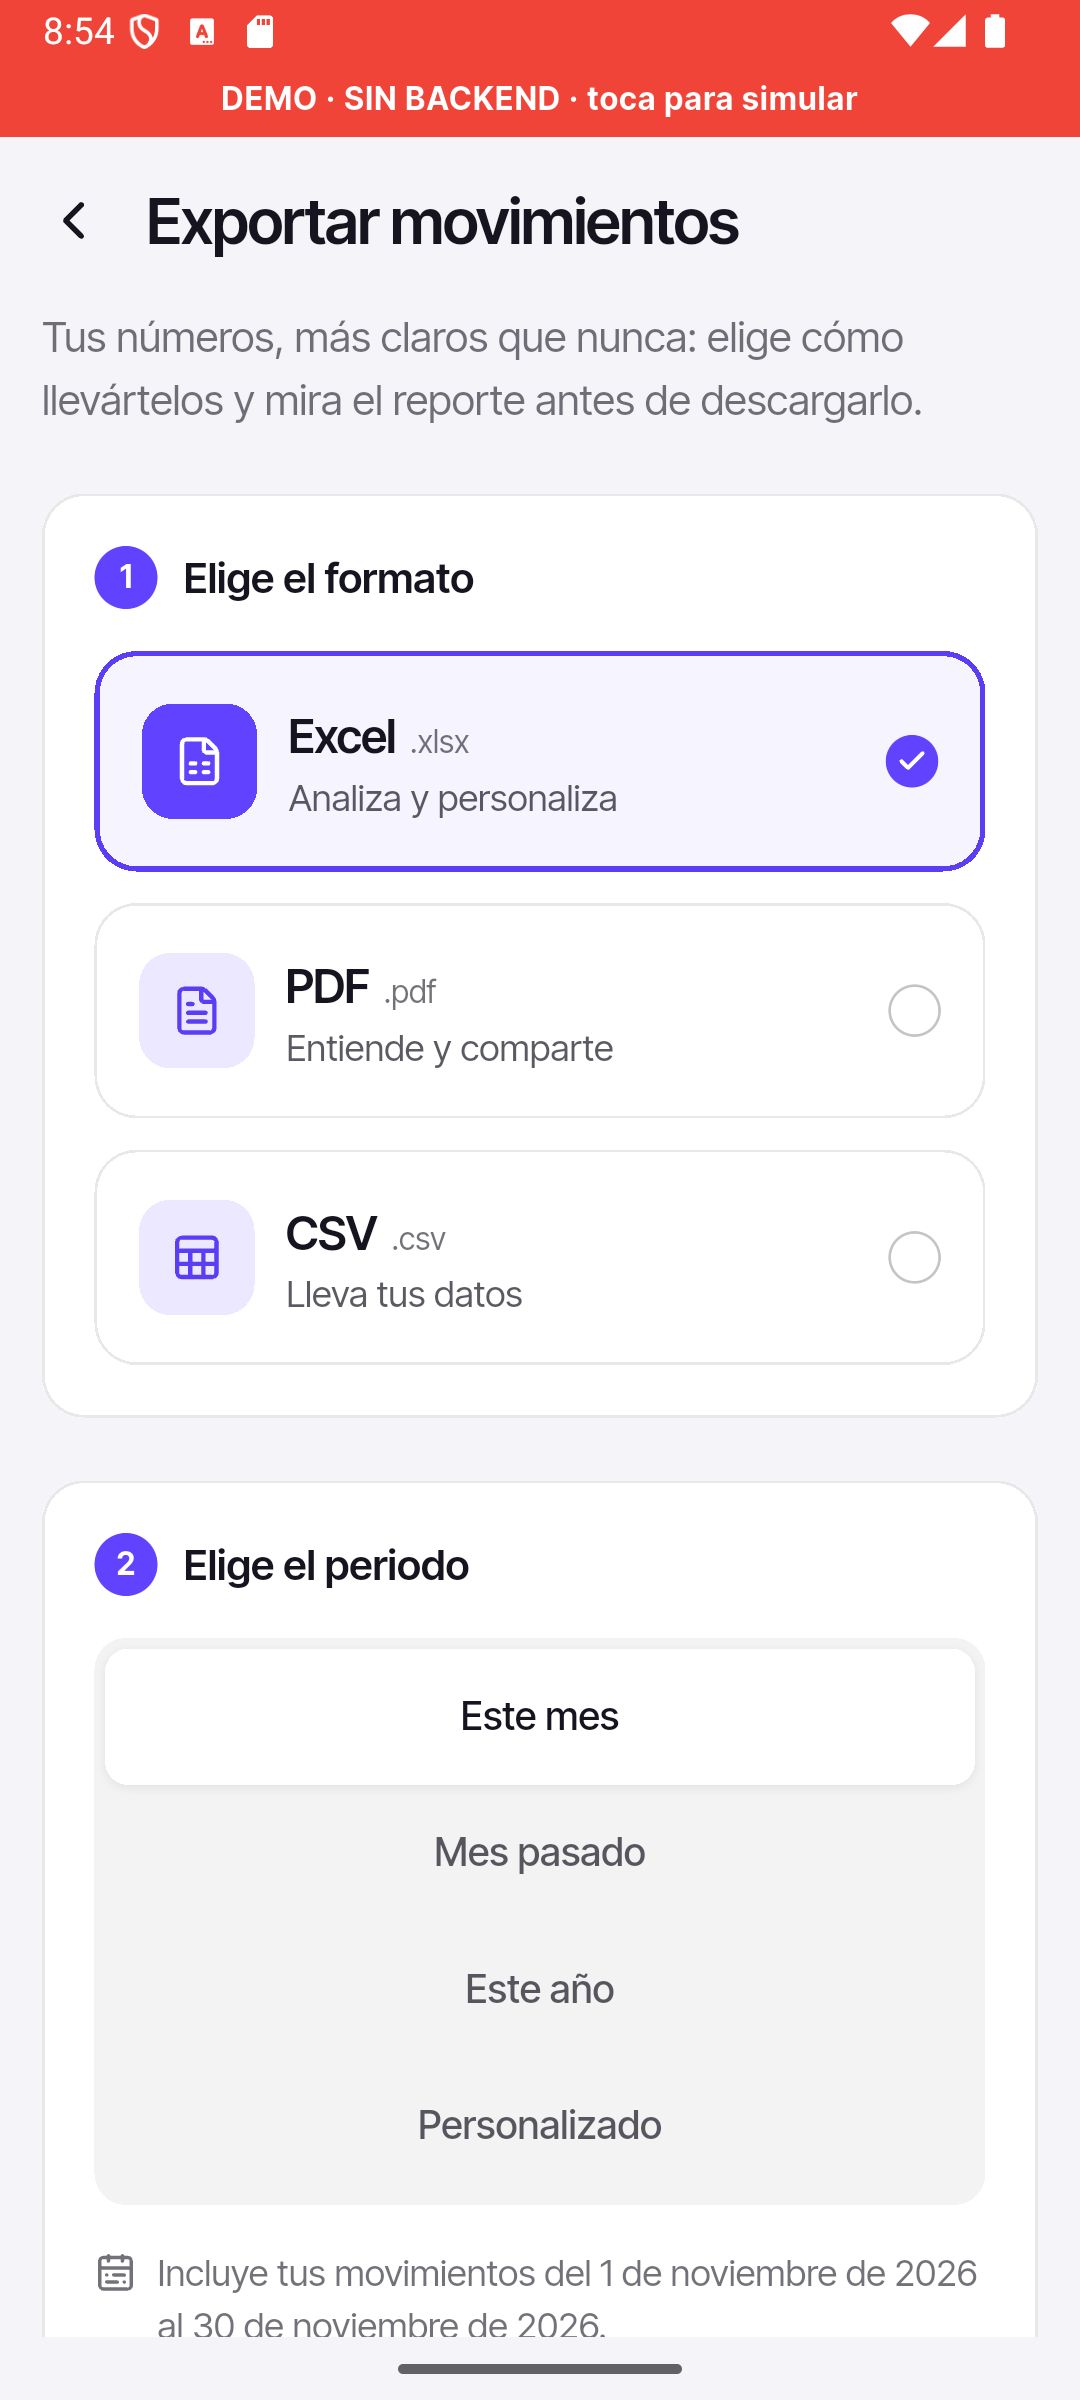 8:54
DEMO · SIN BACKEND · toca para simular
Exportar movimientos
Tus números, más claros que nunca: elige cómo
llevártelos y mira el reporte antes de descargarlo.
1 Elige el formato
Excel .xlsx
Analiza y personaliza
PDF .pdf
Entiende y comparte
CSV .csv
Lleva tus datos
2 Elige el periodo
Este mes
Mes pasado
Este año
Personalizado
Incluye tus movimientos del 1 de noviembre de 2026
al 30 de noviembre de 2026.